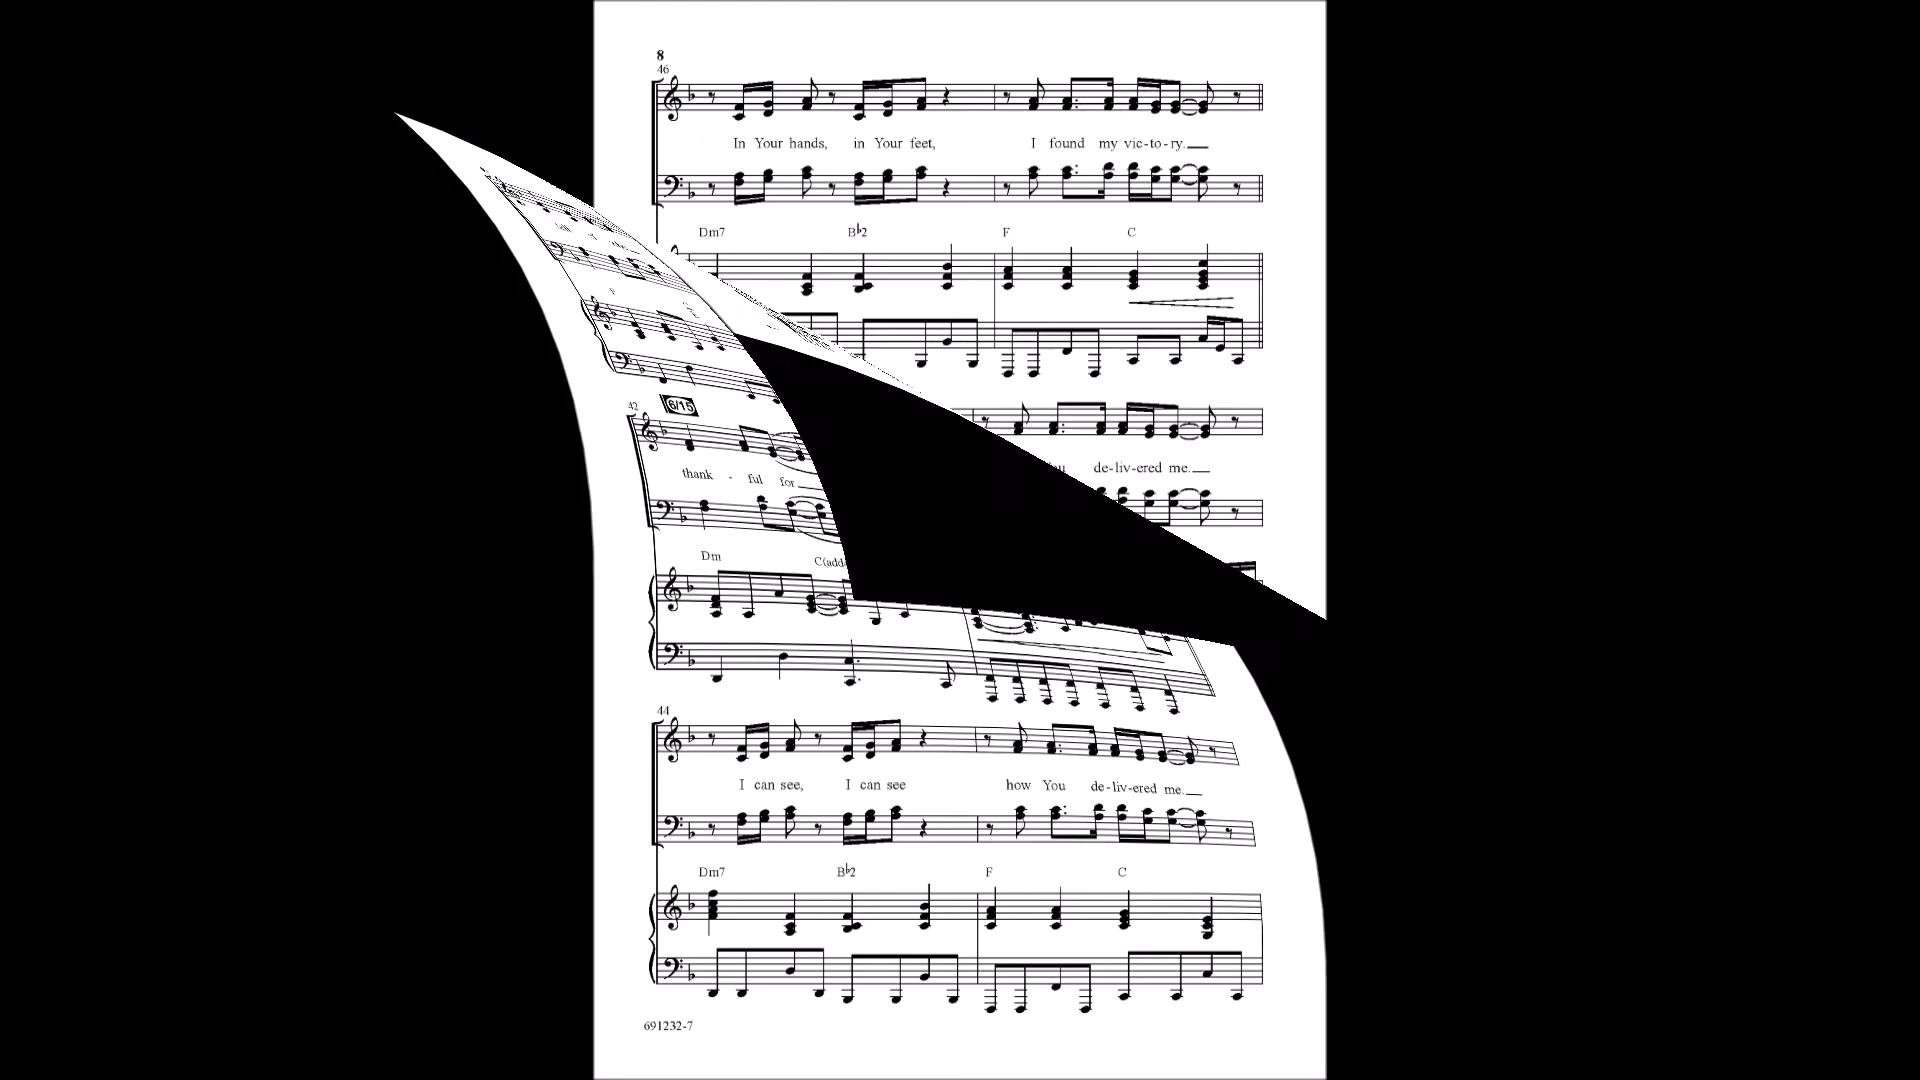 8
46
In Your hands, in Your feet, I found my vic-to-ry.
Dm7 B♭2 F C
de-liv-ered me.
F
42 6/15
thank - ful for
Dm
44
I can see, I can see how You de-liv-ered me.
Dm7 B♭2 F C
691232-7